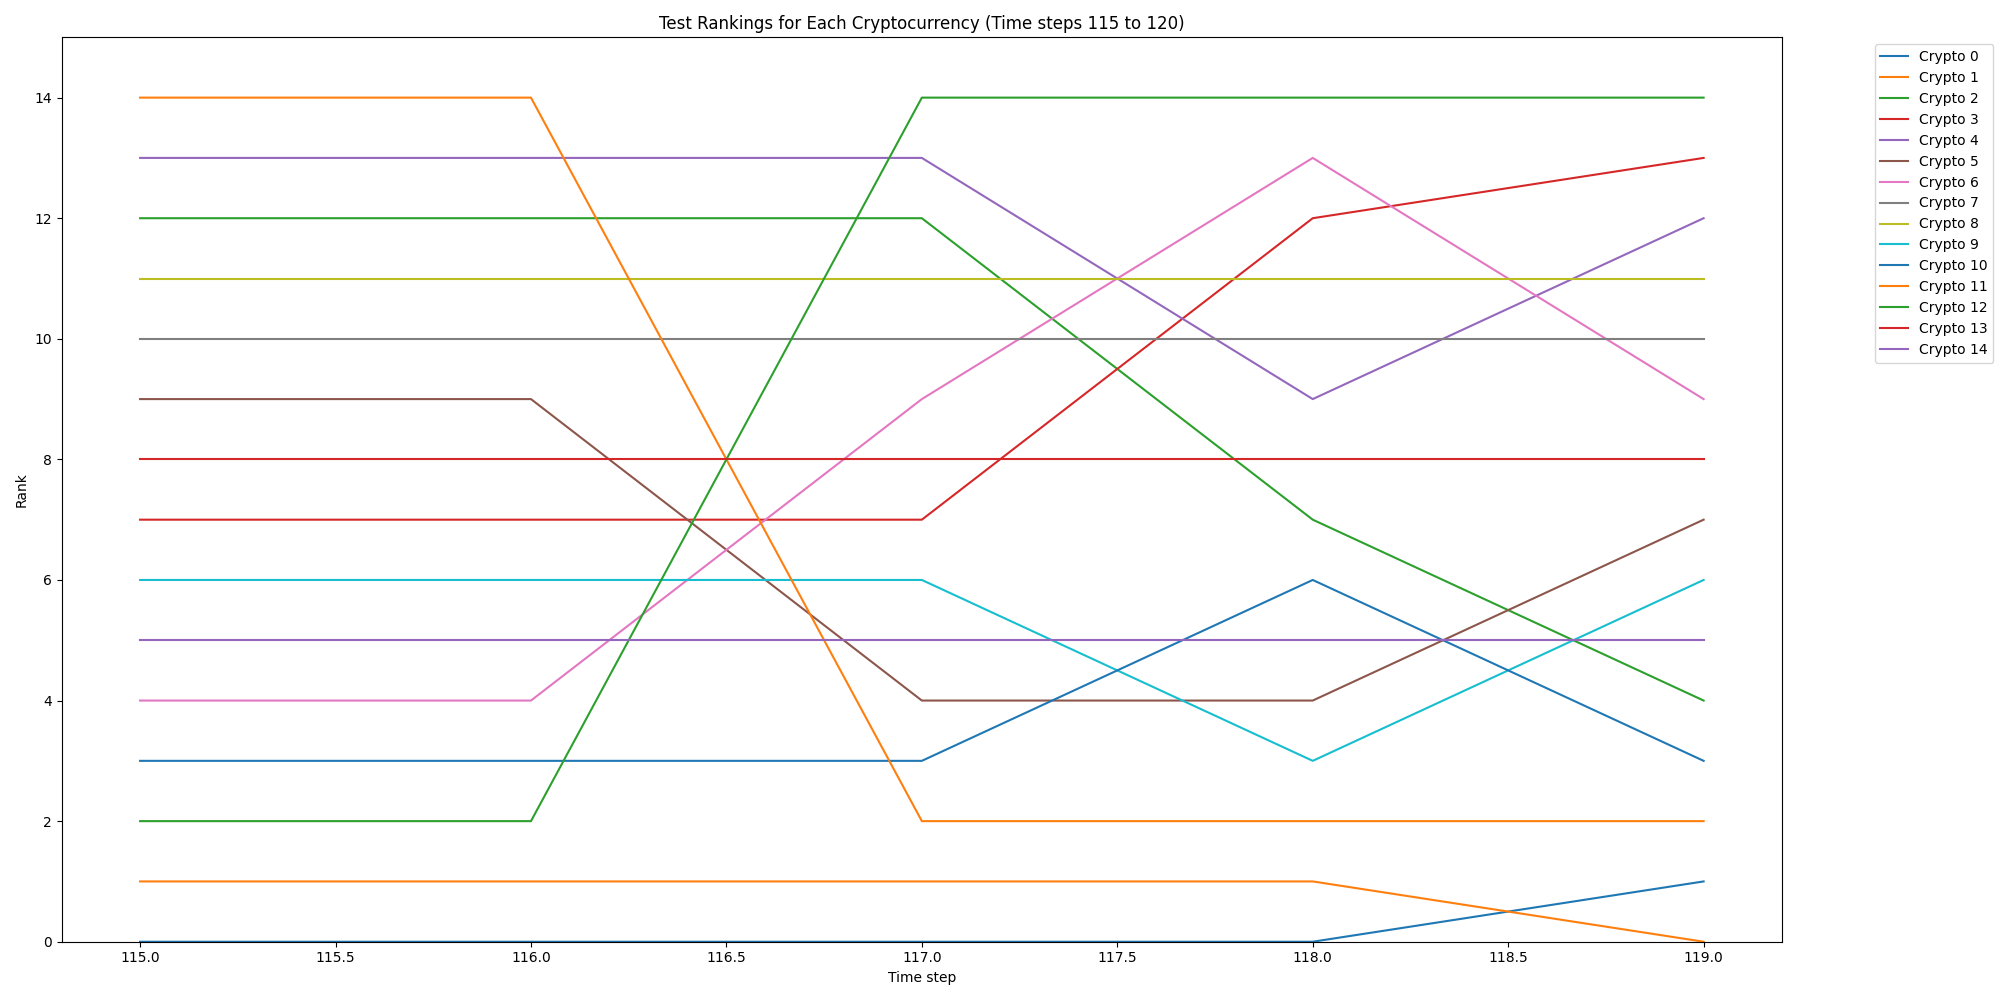 Test Rankings for Each Cryptocurrency (Time steps 115 to 120)
Rank
14
12
10
8
6
4
2
0
115.0
115.5
116.0
116.5
117.0
117.5
118.0
118.5
119.0
Time step
Crypto 0
Crypto 1
Crypto 2
Crypto 3
Crypto 4
Crypto 5
Crypto 6
Crypto 7
Crypto 8
Crypto 9
Crypto 10
Crypto 11
Crypto 12
Crypto 13
Crypto 14